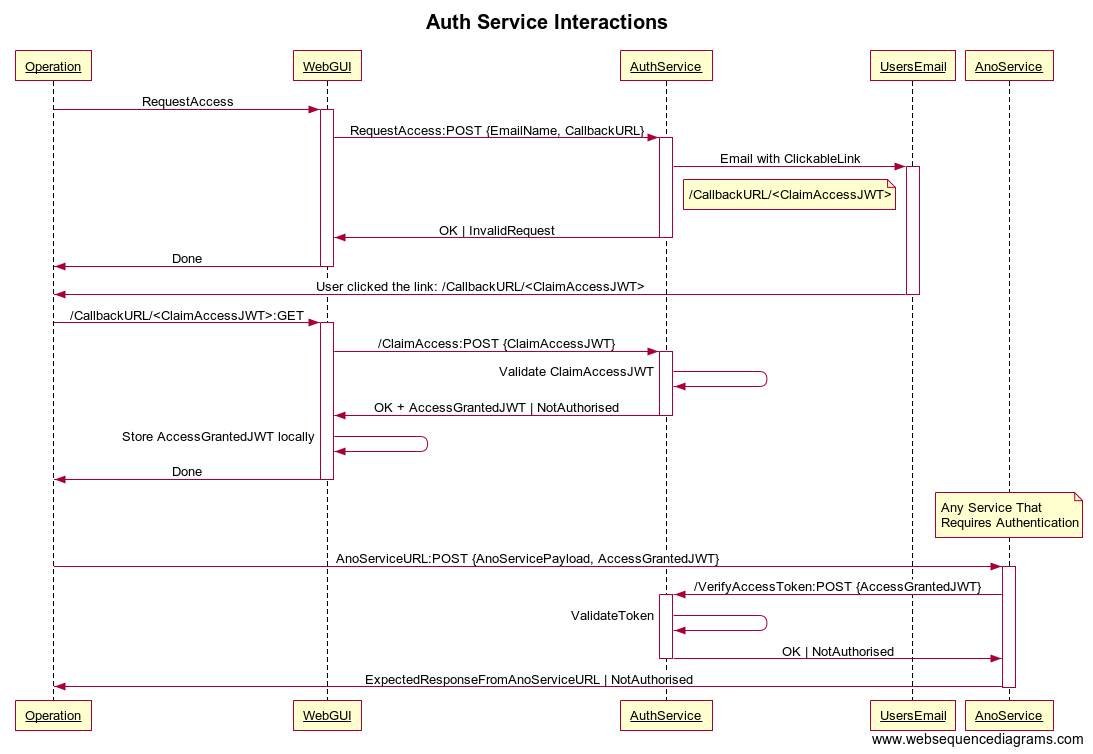 Auth Service Interactions
Operation
WebGUI
AuthService
UsersEmail
AnoService
RequestAccess
RequestAccess:POST {EmailName, CallbackURL}
Email with ClickableLink
/CallbackURL/<ClaimAccessJWT>
OK | InvalidRequest
Done
User clicked the link: /CallbackURL/<ClaimAccessJWT>
/CallbackURL/<ClaimAccessJWT>:GET
/ClaimAccess:POST {ClaimAccessJWT}
Validate ClaimAccessJWT
OK + AccessGrantedJWT | NotAuthorised
Store AccessGrantedJWT locally
Done
Any Service That
Requires Authentication
AnoServiceURL:POST {AnoServicePayload, AccessGrantedJWT}
/VerifyAccessToken:POST {AccessGrantedJWT}
ValidateToken
OK | NotAuthorised
ExpectedResponseFromAnoServiceURL | NotAuthorised
Operation
WebGUI
AuthService
UsersEmail
AnoService
www.websequencediagrams.com